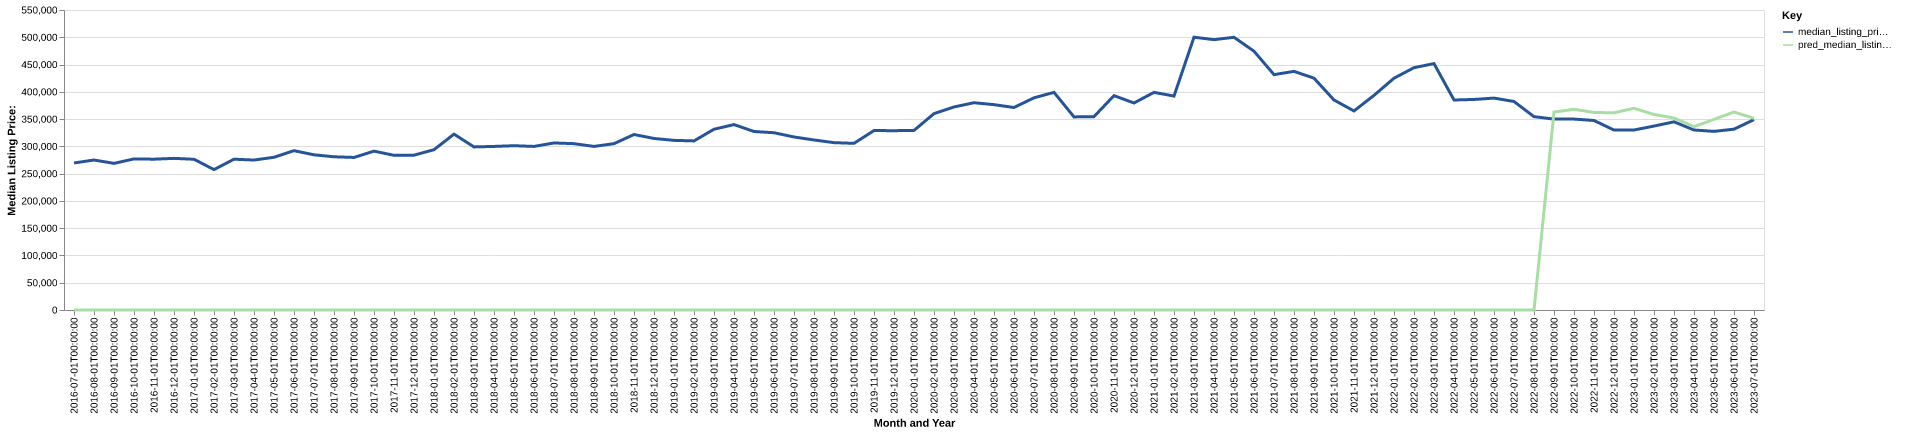 550,000
500,000
450,000
400,000
350,000
300,000
250,000
200,000
150,000
100,000
50,000
0
Median Listing Price:
2016-07-01T00:00:00
2016-08-01T00:00:00
2016-09-01T00:00:00
2016-10-01T00:00:00
2016-11-01T00:00:00
2016-12-01T00:00:00
2017-01-01T00:00:00
2017-02-01T00:00:00
2017-03-01T00:00:00
2017-04-01T00:00:00
2017-05-01T00:00:00
2017-06-01T00:00:00
2017-07-01T00:00:00
2017-08-01T00:00:00
2017-09-01T00:00:00
2017-10-01T00:00:00
2017-11-01T00:00:00
2017-12-01T00:00:00
2018-01-01T00:00:00
2018-02-01T00:00:00
2018-03-01T00:00:00
2018-04-01T00:00:00
2018-05-01T00:00:00
2018-06-01T00:00:00
2018-07-01T00:00:00
2018-08-01T00:00:00
2018-09-01T00:00:00
2018-10-01T00:00:00
2018-11-01T00:00:00
2018-12-01T00:00:00
2019-01-01T00:00:00
2019-02-01T00:00:00
2019-03-01T00:00:00
2019-04-01T00:00:00
2019-05-01T00:00:00
2019-06-01T00:00:00
2019-07-01T00:00:00
2019-08-01T00:00:00
2019-09-01T00:00:00
2019-10-01T00:00:00
2019-11-01T00:00:00
2019-12-01T00:00:00
2020-01-01T00:00:00
2020-02-01T00:00:00
2020-03-01T00:00:00
2020-04-01T00:00:00
2020-05-01T00:00:00
2020-06-01T00:00:00
2020-07-01T00:00:00
2020-08-01T00:00:00
2020-09-01T00:00:00
2020-10-01T00:00:00
2020-11-01T00:00:00
2020-12-01T00:00:00
2021-01-01T00:00:00
2021-02-01T00:00:00
2021-03-01T00:00:00
2021-04-01T00:00:00
2021-05-01T00:00:00
2021-06-01T00:00:00
2021-07-01T00:00:00
2021-08-01T00:00:00
2021-09-01T00:00:00
2021-10-01T00:00:00
2021-11-01T00:00:00
2021-12-01T00:00:00
2022-01-01T00:00:00
2022-02-01T00:00:00
2022-03-01T00:00:00
2022-04-01T00:00:00
2022-05-01T00:00:00
2022-06-01T00:00:00
2022-07-01T00:00:00
2022-08-01T00:00:00
2022-09-01T00:00:00
2022-10-01T00:00:00
2022-11-01T00:00:00
2022-12-01T00:00:00
2023-01-01T00:00:00
2023-02-01T00:00:00
2023-03-01T00:00:00
2023-04-01T00:00:00
2023-05-01T00:00:00
2023-06-01T00:00:00
2023-07-01T00:00:00
Month and Year
Key
median_listing_pri…
pred_median_listin…